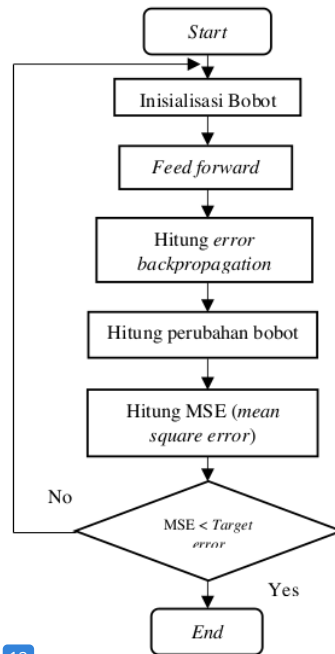 Start
Inisialisasi Bobot
Feed forward
Hitung error
backpropagation
Hitung perubahan bobot
Hitung MSE (mean
square error)
No
MSE < Target
error
Yes
End